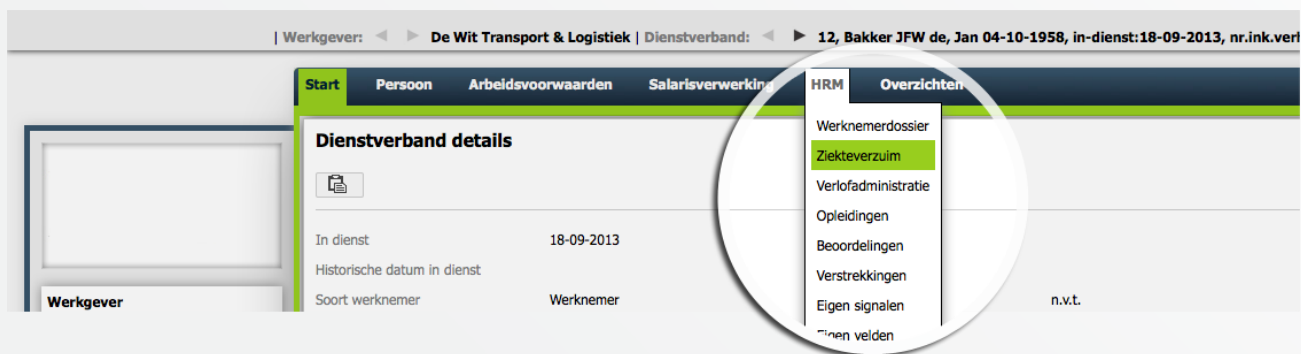 | Werkgever: De Wit Transport & Logistiek | Dienstverband: 12, Bakker JFW de, Jan 04-10-1958, in-dienst:18-09-2013, nr.ink.ver
Start Persoon Arbeidsvoorwaarden Salarisverwerking HRM Overzichten
Dienstverband details
In dienst 18-09-2013
Historische datum in dienst
Soort werknemer Werknemer n.v.t.
Werkgever
Werknemerdossier
Ziekteverzuim
Verlofadministratie
Opleidingen
Beoordelingen
Verstrekkingen
Eigen signalen
Eigen velden